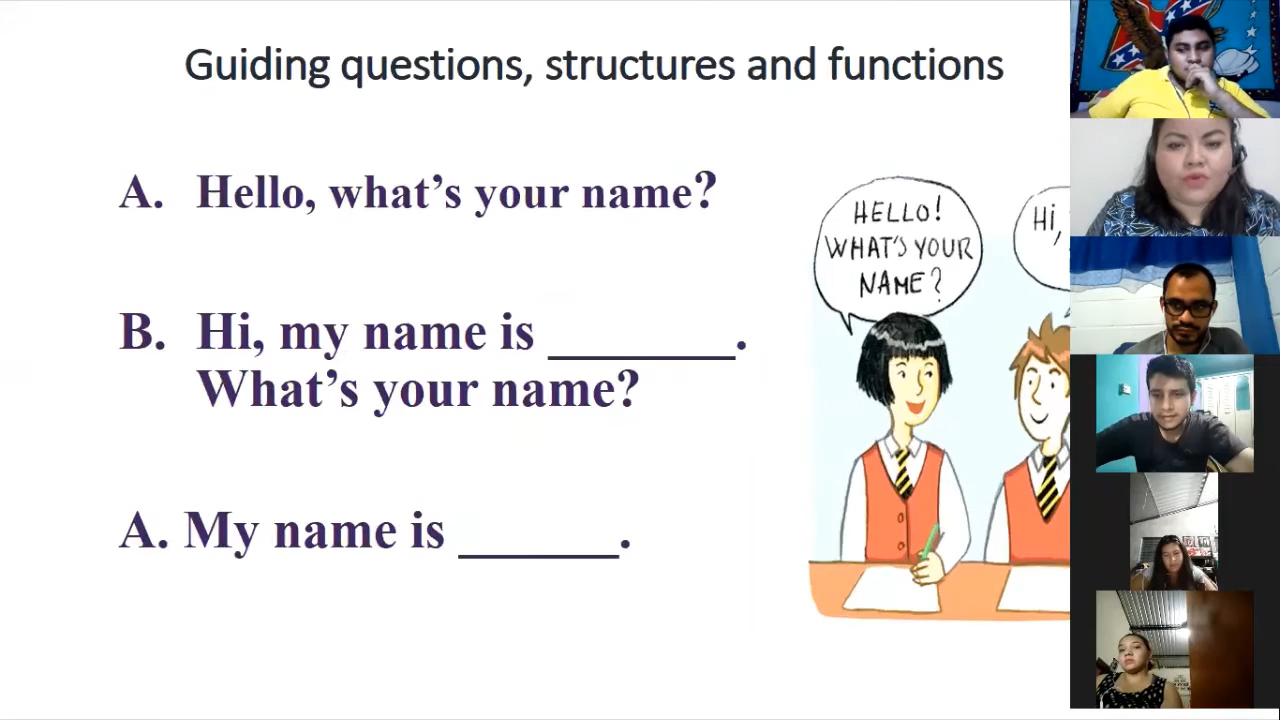 Guiding questions, structures and functions
A. Hello, what's your name?
B. Hi, my name is _______.
What's your name?
A. My name is ______.
HELLO!
WHAT'S YOUR
NAME?
Hi,